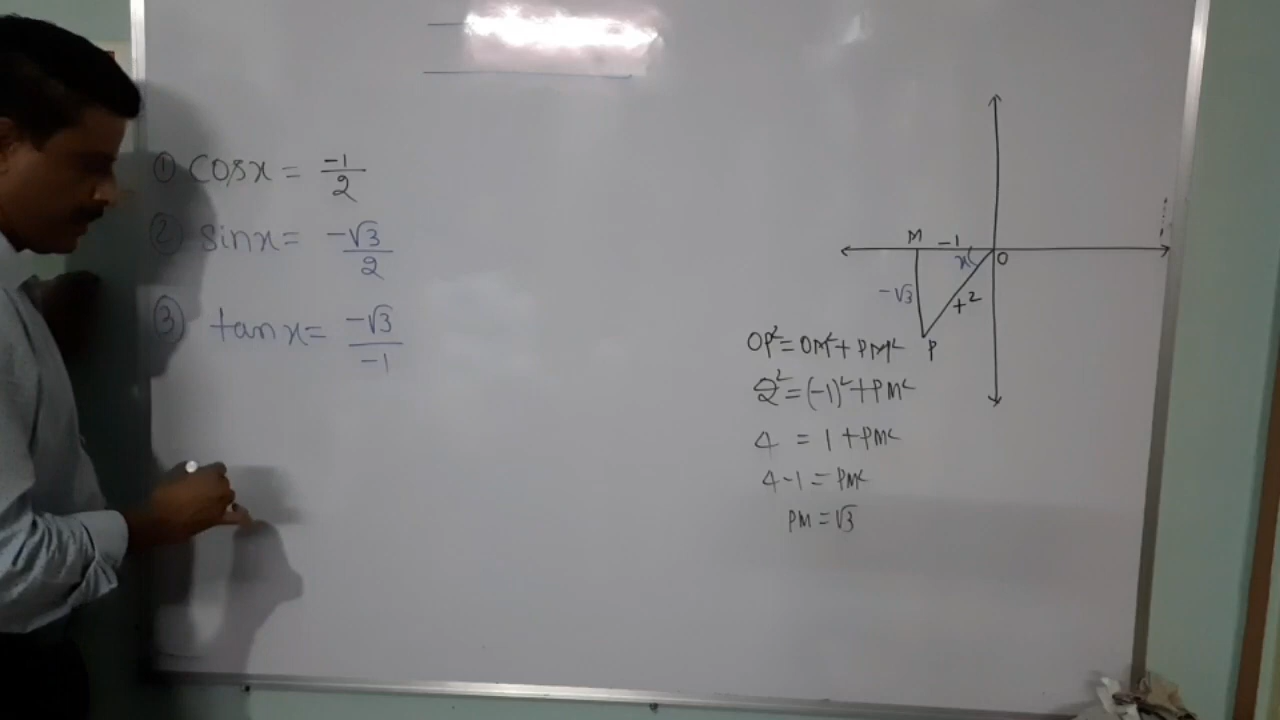 ① cosx = -1/2
② sinx = -√3/2
③ tanx = -√3/-1
M -1 x O
-√3 +2
P
OP² = OM² + PM²
2² = (-1)² + PM²
4 = 1 + PM²
4-1 = PM²
PM = √3